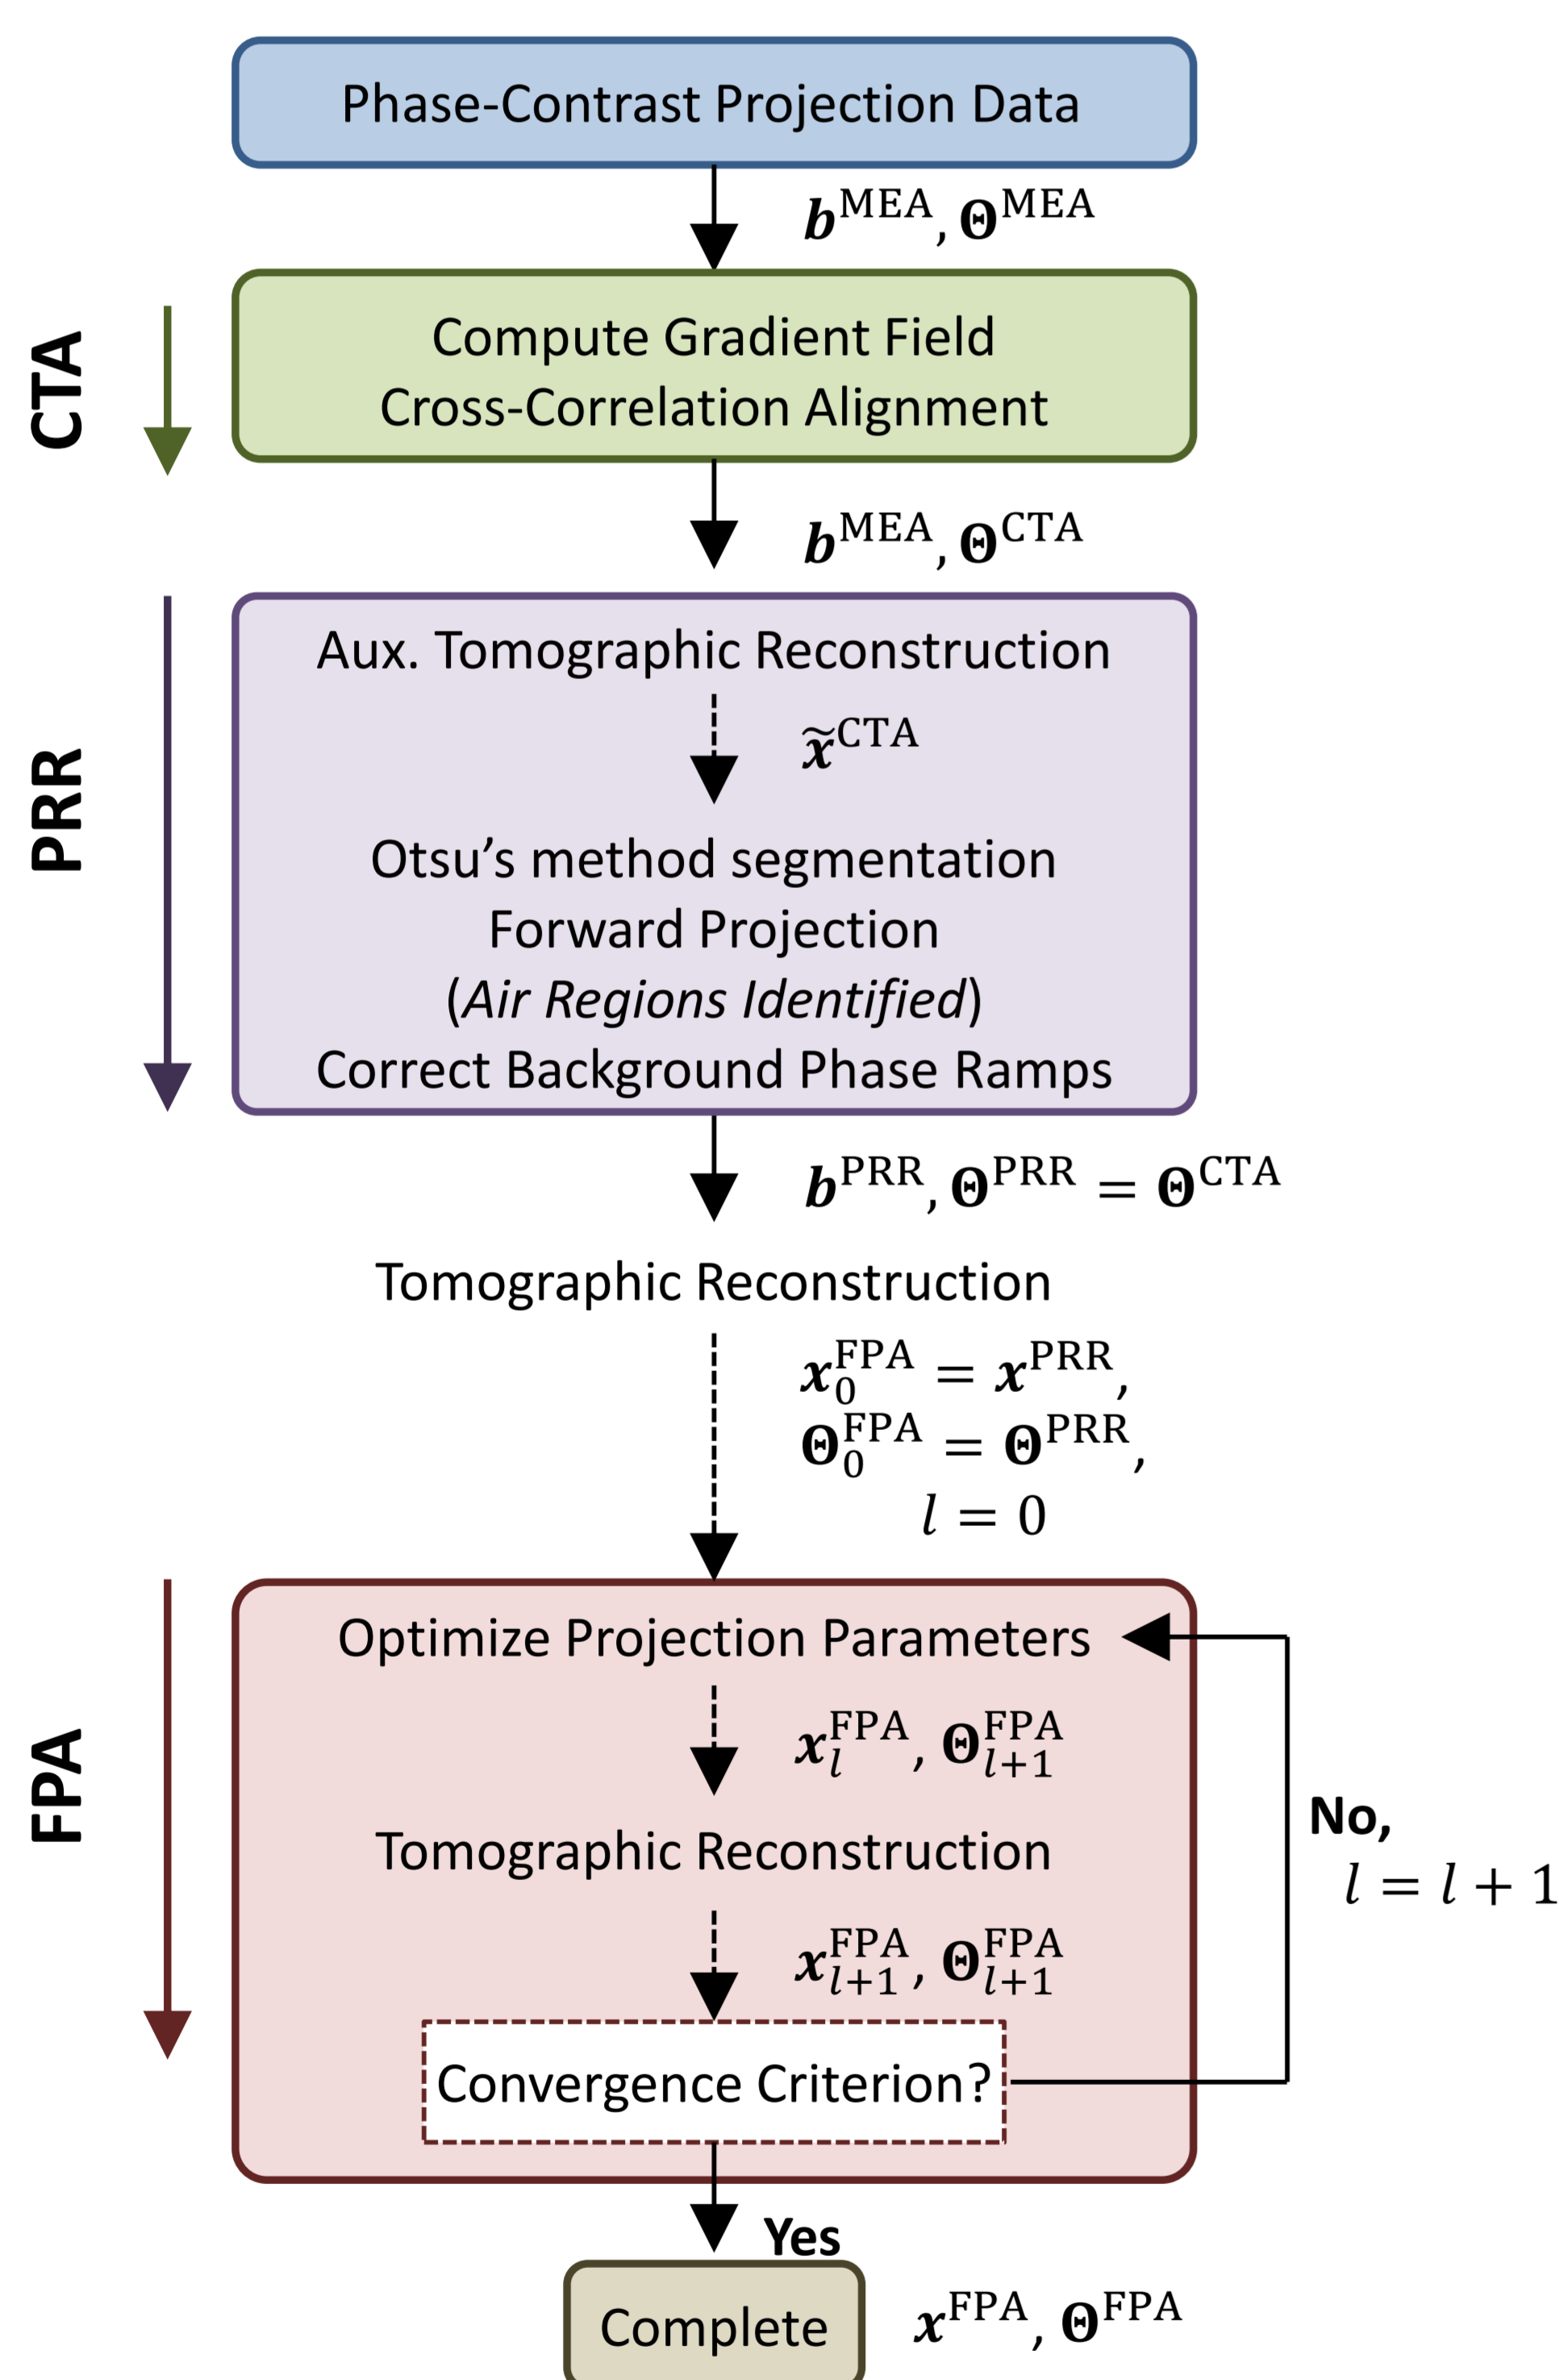 Phase-Contrast Projection Data
𝒃^MEA, 𝚯^MEA
CTA
Compute Gradient Field
Cross-Correlation Alignment
𝒃^MEA, 𝚯^CTA
PRR
Aux. Tomographic Reconstruction
𝒙̃^CTA
Otsu’s method segmentation
Forward Projection
(Air Regions Identified)
Correct Background Phase Ramps
𝒃^PRR, 𝚯^PRR = 𝚯^CTA
Tomographic Reconstruction
𝒙_0^FPA = 𝒙^PRR,
𝚯_0^FPA = 𝚯^PRR,
l = 0
FPA
Optimize Projection Parameters
𝒙_l^FPA, 𝚯_{l+1}^FPA
Tomographic Reconstruction
No,
l = l + 1
𝒙_{l+1}^FPA, 𝚯_{l+1}^FPA
Convergence Criterion?
Yes
Complete
𝒙^FPA, 𝚯^FPA